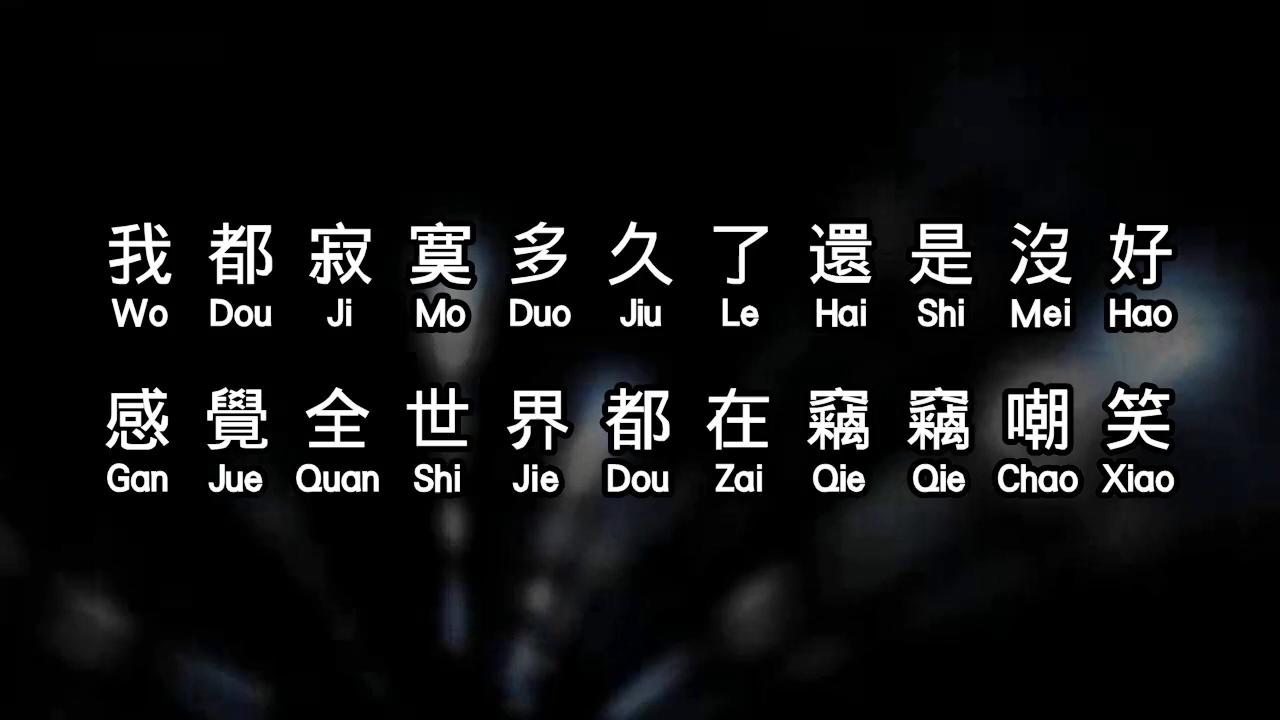 我 都 寂 寞 多 久 了 還 是 沒 好
Wo Dou Ji Mo Duo Jiu Le Hai Shi Mei Hao
感 覺 全 世 界 都 在 竊 竊 嘲 笑
Gan Jue Quan Shi Jie Dou Zai Qie Qie Chao Xiao